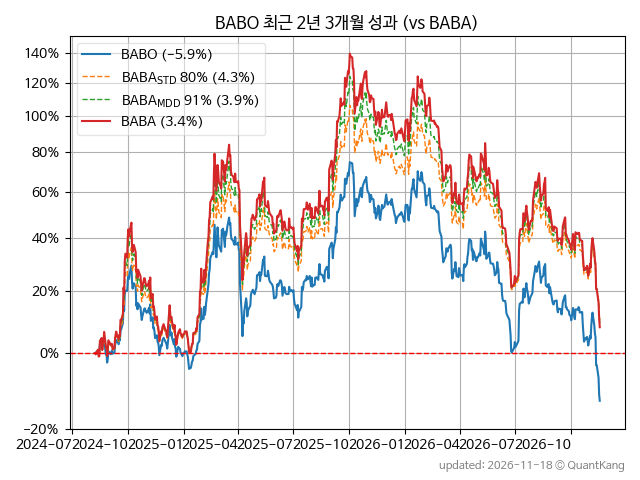 BABO 최근 2년 3개월 성과 (vs BABA)
140%
120%
100%
80%
60%
40%
20%
0%
−20%
BABO (−5.9%)
BABA_STD 80% (4.3%)
BABA_MDD 91% (3.9%)
BABA (3.4%)
2024-07 2024-10 2025-01 2025-04 2025-07 2025-10 2026-01 2026-04 2026-07 2026-10
updated: 2026-11-18 © QuantKang